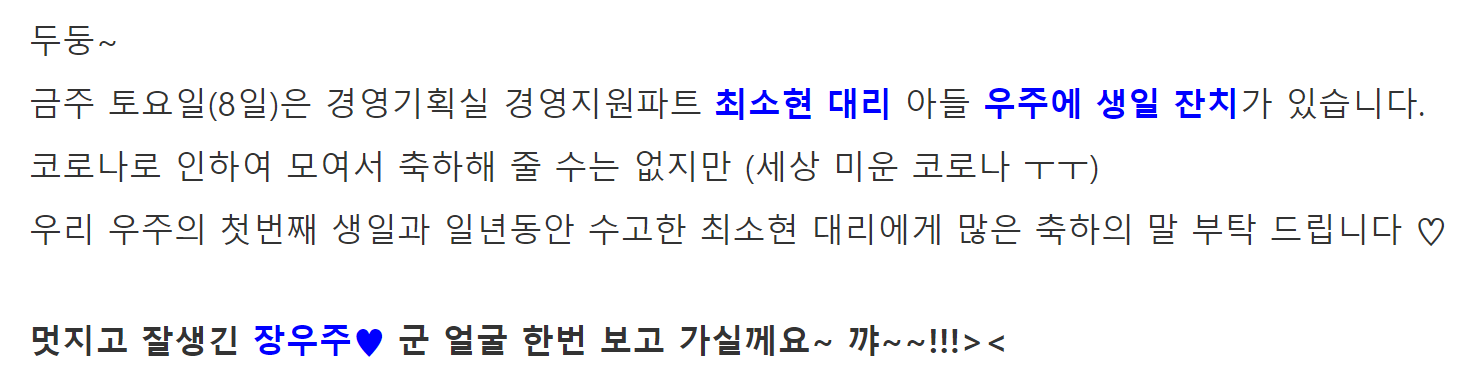 두둥~
금주 토요일(8일)은 경영기획실 경영지원파트 최소현 대리 아들 우주에 생일 잔치가 있습니다.
코로나로 인하여 모여서 축하해 줄 수는 없지만 (세상 미운 코로나 ㅜㅜ)
우리 우주의 첫번째 생일과 일년동안 수고한 최소현 대리에게 많은 축하의 말 부탁 드립니다 ♡
멋지고 잘생긴 장우주♥ 군 얼굴 한번 보고 가실께요~ 꺄~~!!!><